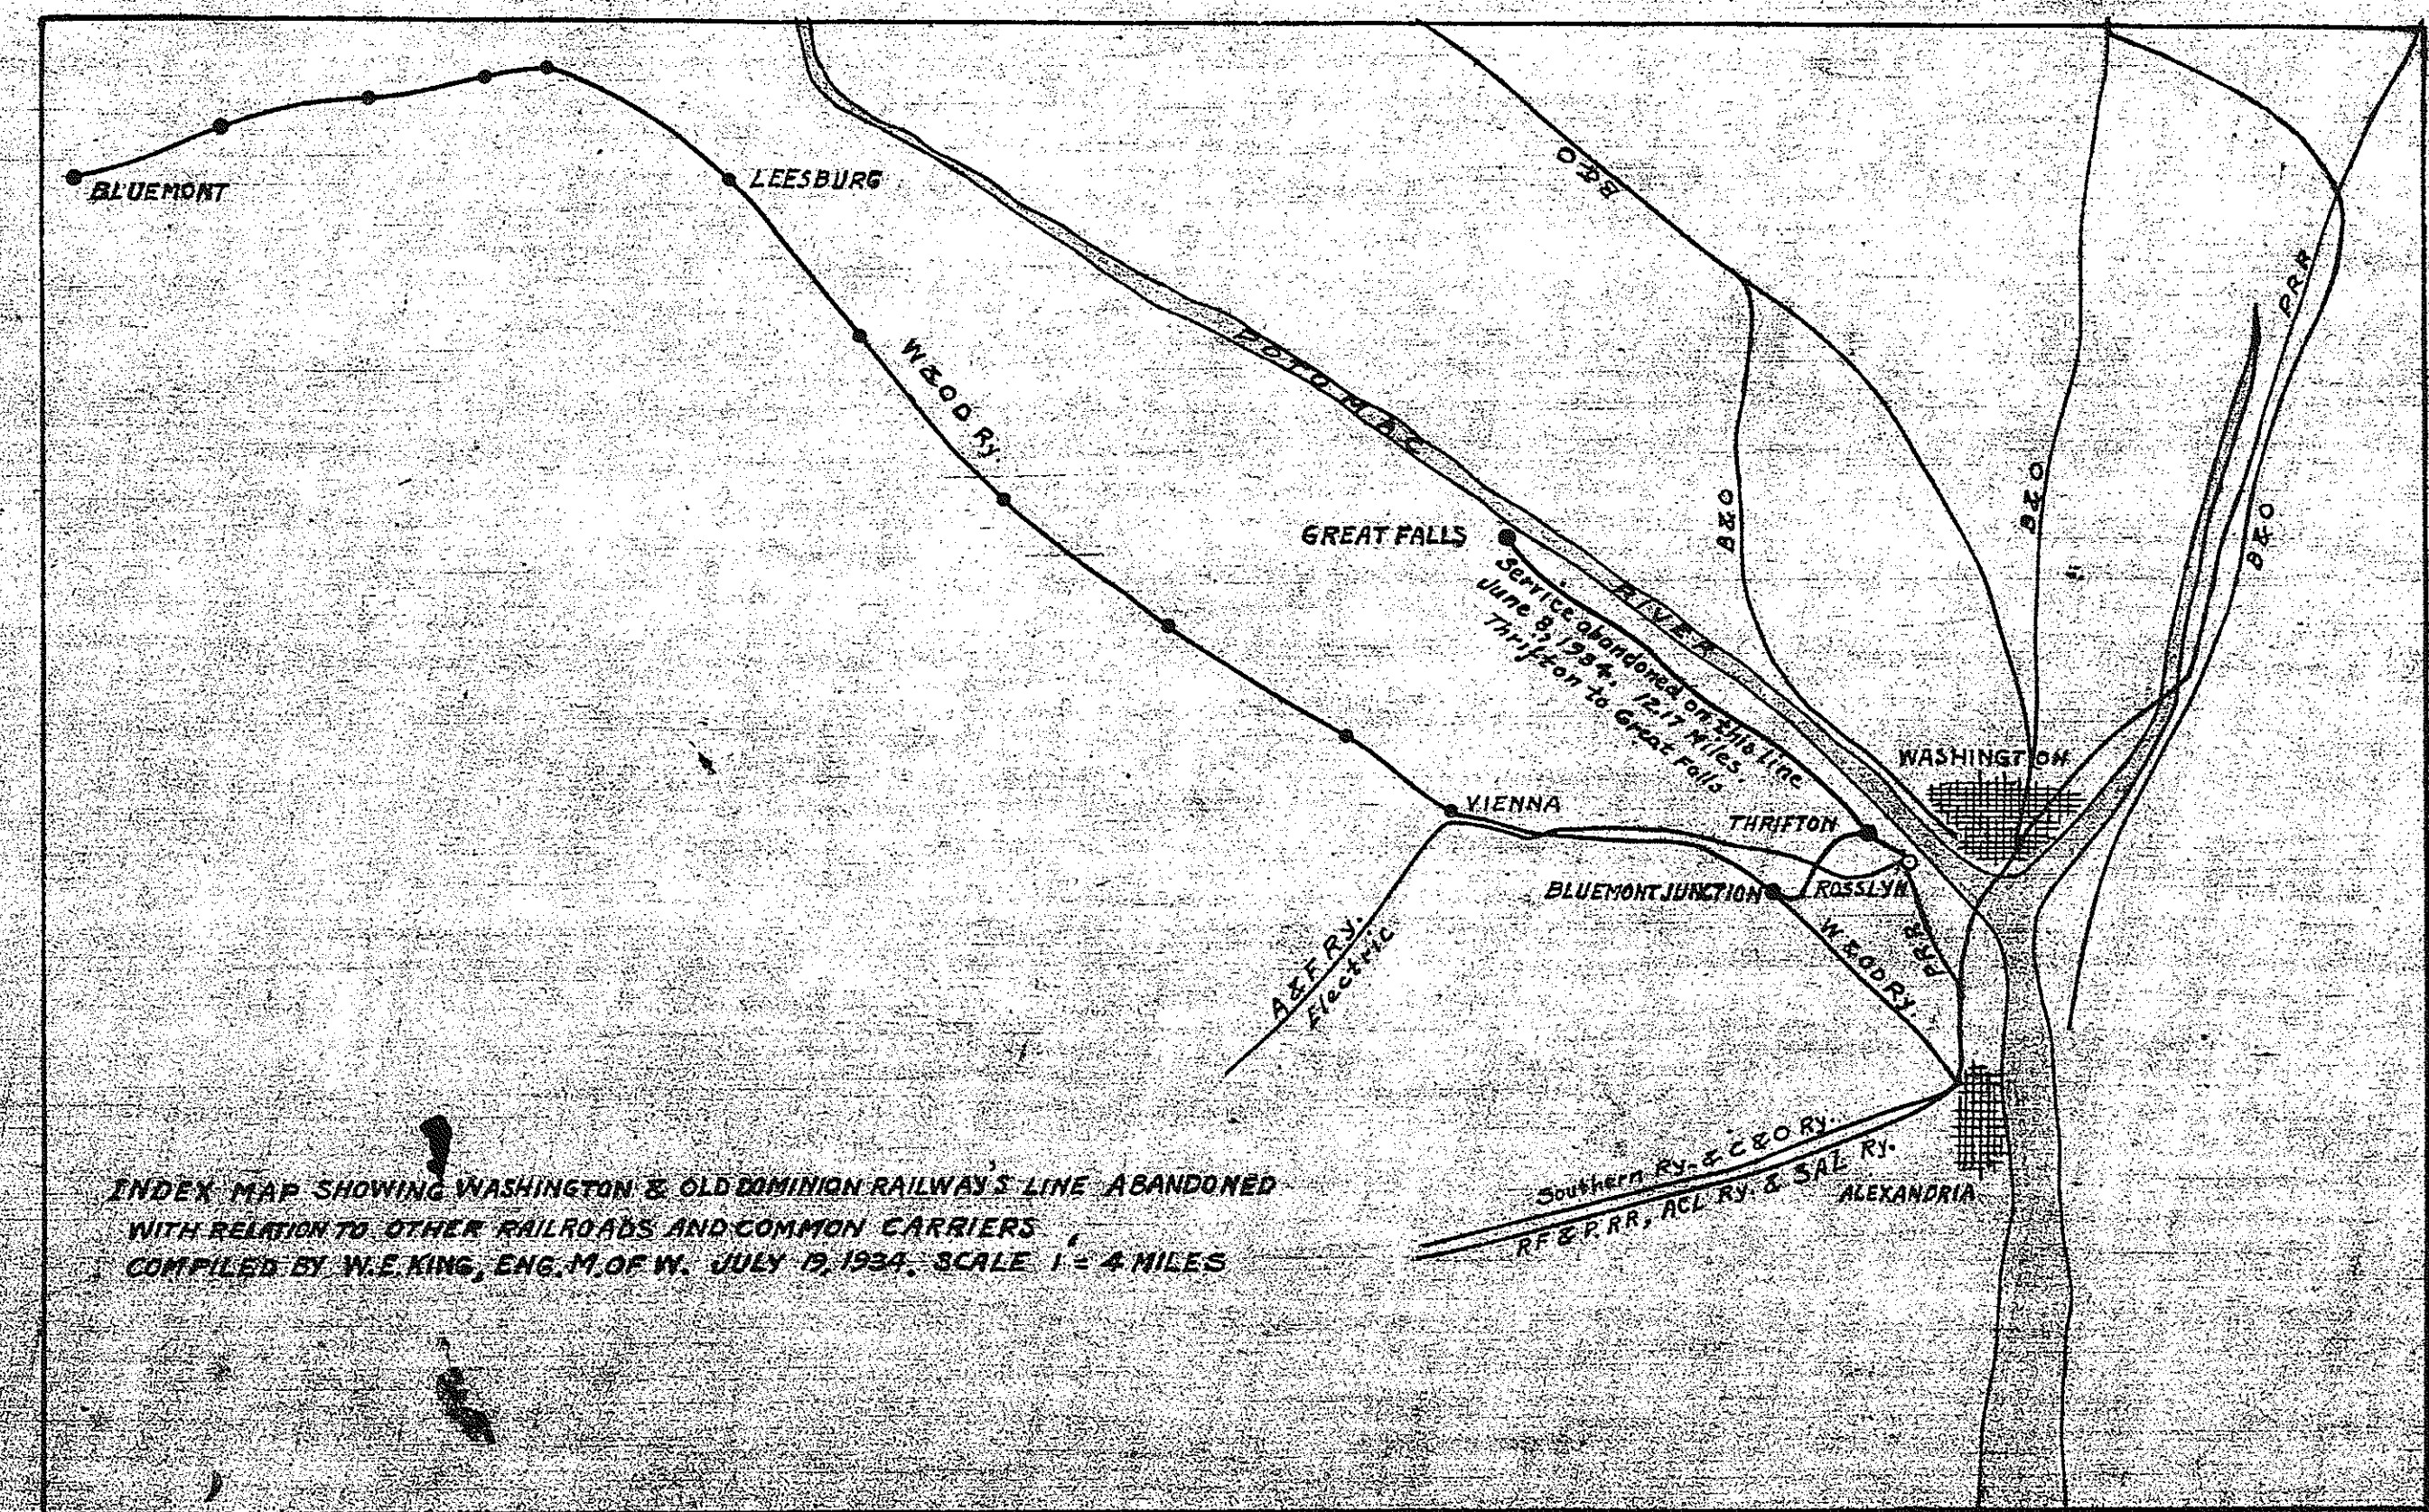 BLUEMONT
LEESBURG
B&O
PRR
W&OD Ry.
POTOMAC
RIVER
GREAT FALLS
B&O
B&O
B&O
Service abandoned on this line
June 8, 1934. 12.17 Miles.
Thrifton to Great Falls
WASHINGTON
VIENNA
THRIFTON
BLUEMONT JUNCTION
ROSSLYN
A&F RY.
Electric
W&OD Ry.
PRR
Southern Ry. & C&O Ry.
RF&P. RR, ACL Ry. & SAL Ry.
ALEXANDRIA
INDEX MAP SHOWING WASHINGTON & OLD DOMINION RAILWAY'S LINE ABANDONED
WITH RELATION TO OTHER RAILROADS AND COMMON CARRIERS
COMPILED BY W.E. KING, ENG. M. OF W. JULY 19, 1934. SCALE 1" = 4 MILES